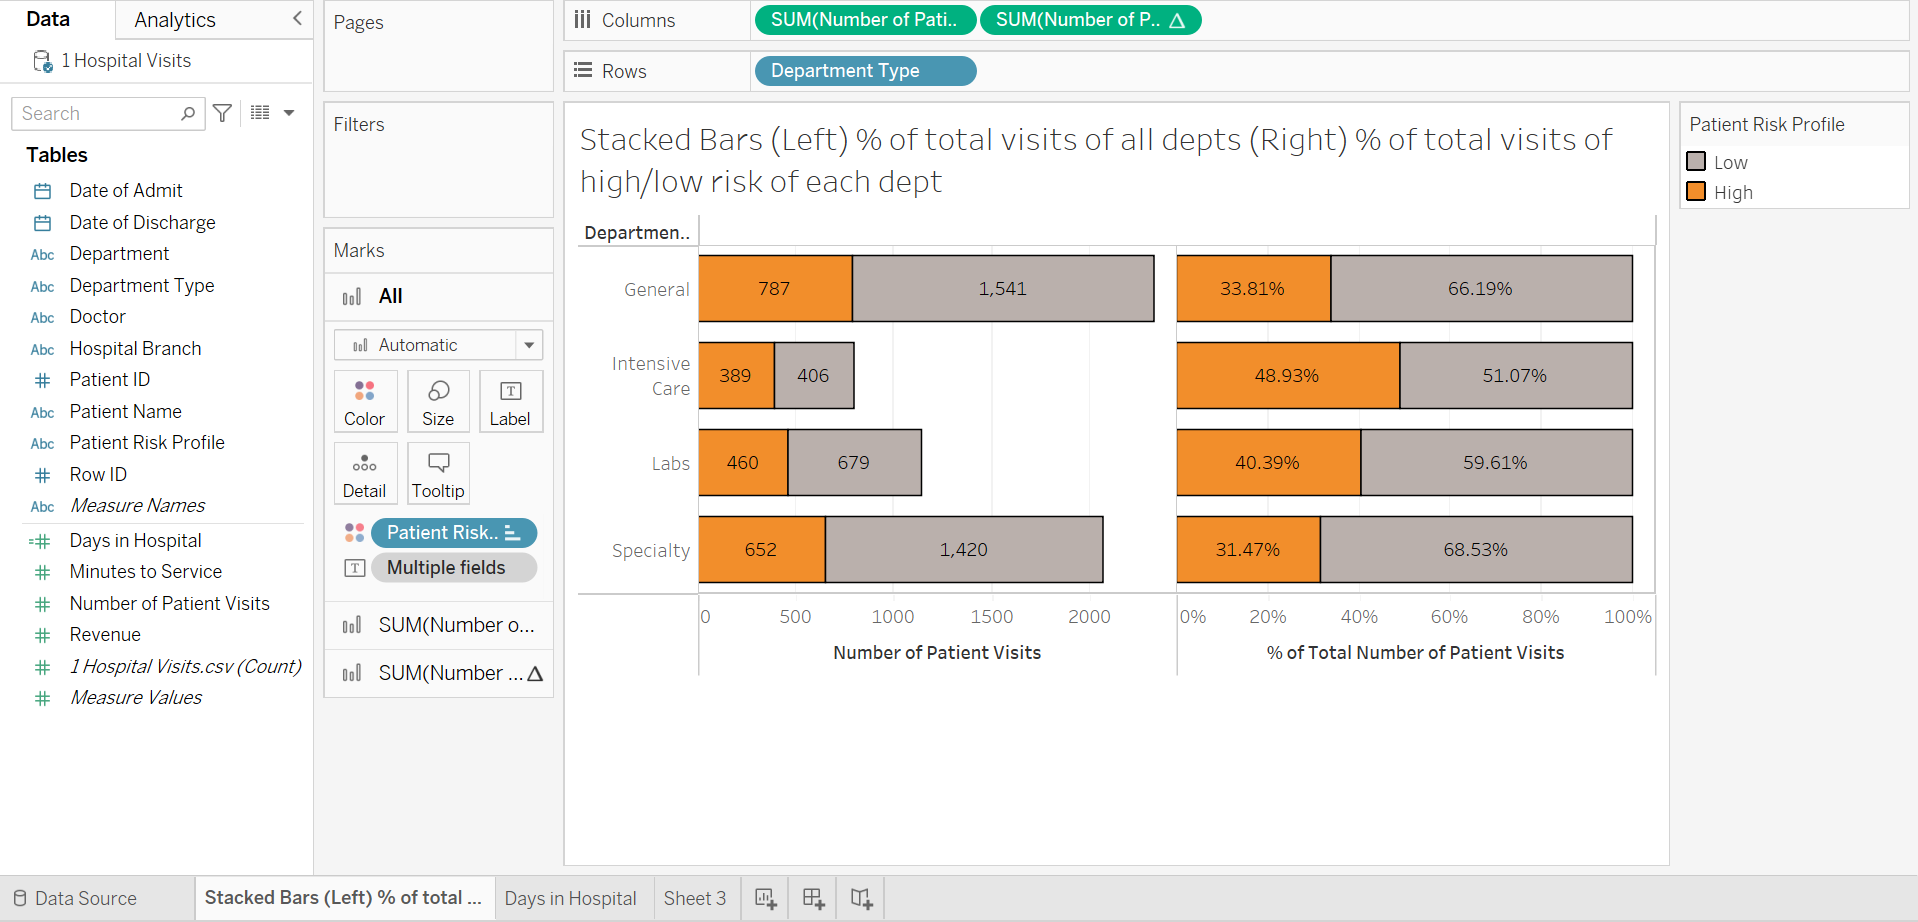 Data
Analytics
1 Hospital Visits
Search
Tables
Date of Admit
Date of Discharge
Abc Department
Abc Department Type
Abc Doctor
Abc Hospital Branch
# Patient ID
Abc Patient Name
Abc Patient Risk Profile
# Row ID
Abc Measure Names
=# Days in Hospital
# Minutes to Service
# Number of Patient Visits
# Revenue
# 1 Hospital Visits.csv (Count)
# Measure Values
Pages
Filters
Marks
All
Automatic
Color
Size
T Label
Detail
Tooltip
Patient Risk..
T Multiple fields
SUM(Number o...
SUM(Number ... Δ
Columns
SUM(Number of Pati..
SUM(Number of P.. Δ
Rows
Department Type
Stacked Bars (Left) % of total visits of all depts (Right) % of total visits of
high/low risk of each dept
Departmen..
General
787
1,541
33.81%
66.19%
Intensive
Care
389
406
48.93%
51.07%
Labs
460
679
40.39%
59.61%
Specialty
652
1,420
31.47%
68.53%
0
500
1000
1500
2000
0%
20%
40%
60%
80%
100%
Number of Patient Visits
% of Total Number of Patient Visits
Patient Risk Profile
Low
High
Data Source
Stacked Bars (Left) % of total ...
Days in Hospital
Sheet 3